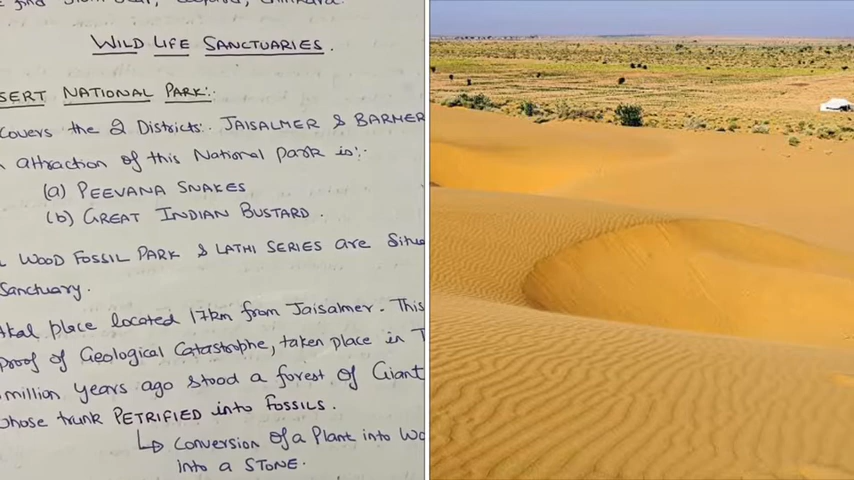 WILD LIFE SANCTUARIES.
SERT NATIONAL PARK:.
covers the 2 Districts: JAISALMER & BARMER
attraction of this National Park is:.
(a) PEEVANA SNAKES
(b) GREAT INDIAN BUSTARD.
WOOD FOSSIL PARK & LATHI SERIES are Situ
Sanctuary.
place located 17km from Jaisalmer. This
Proof of Geological Catastrophe, taken place in T
million years ago stood a forest of Giant
whose trunk PETRIFIED into FOSSILS.
↳ Conversion of a Plant into Wo
into a STONE.